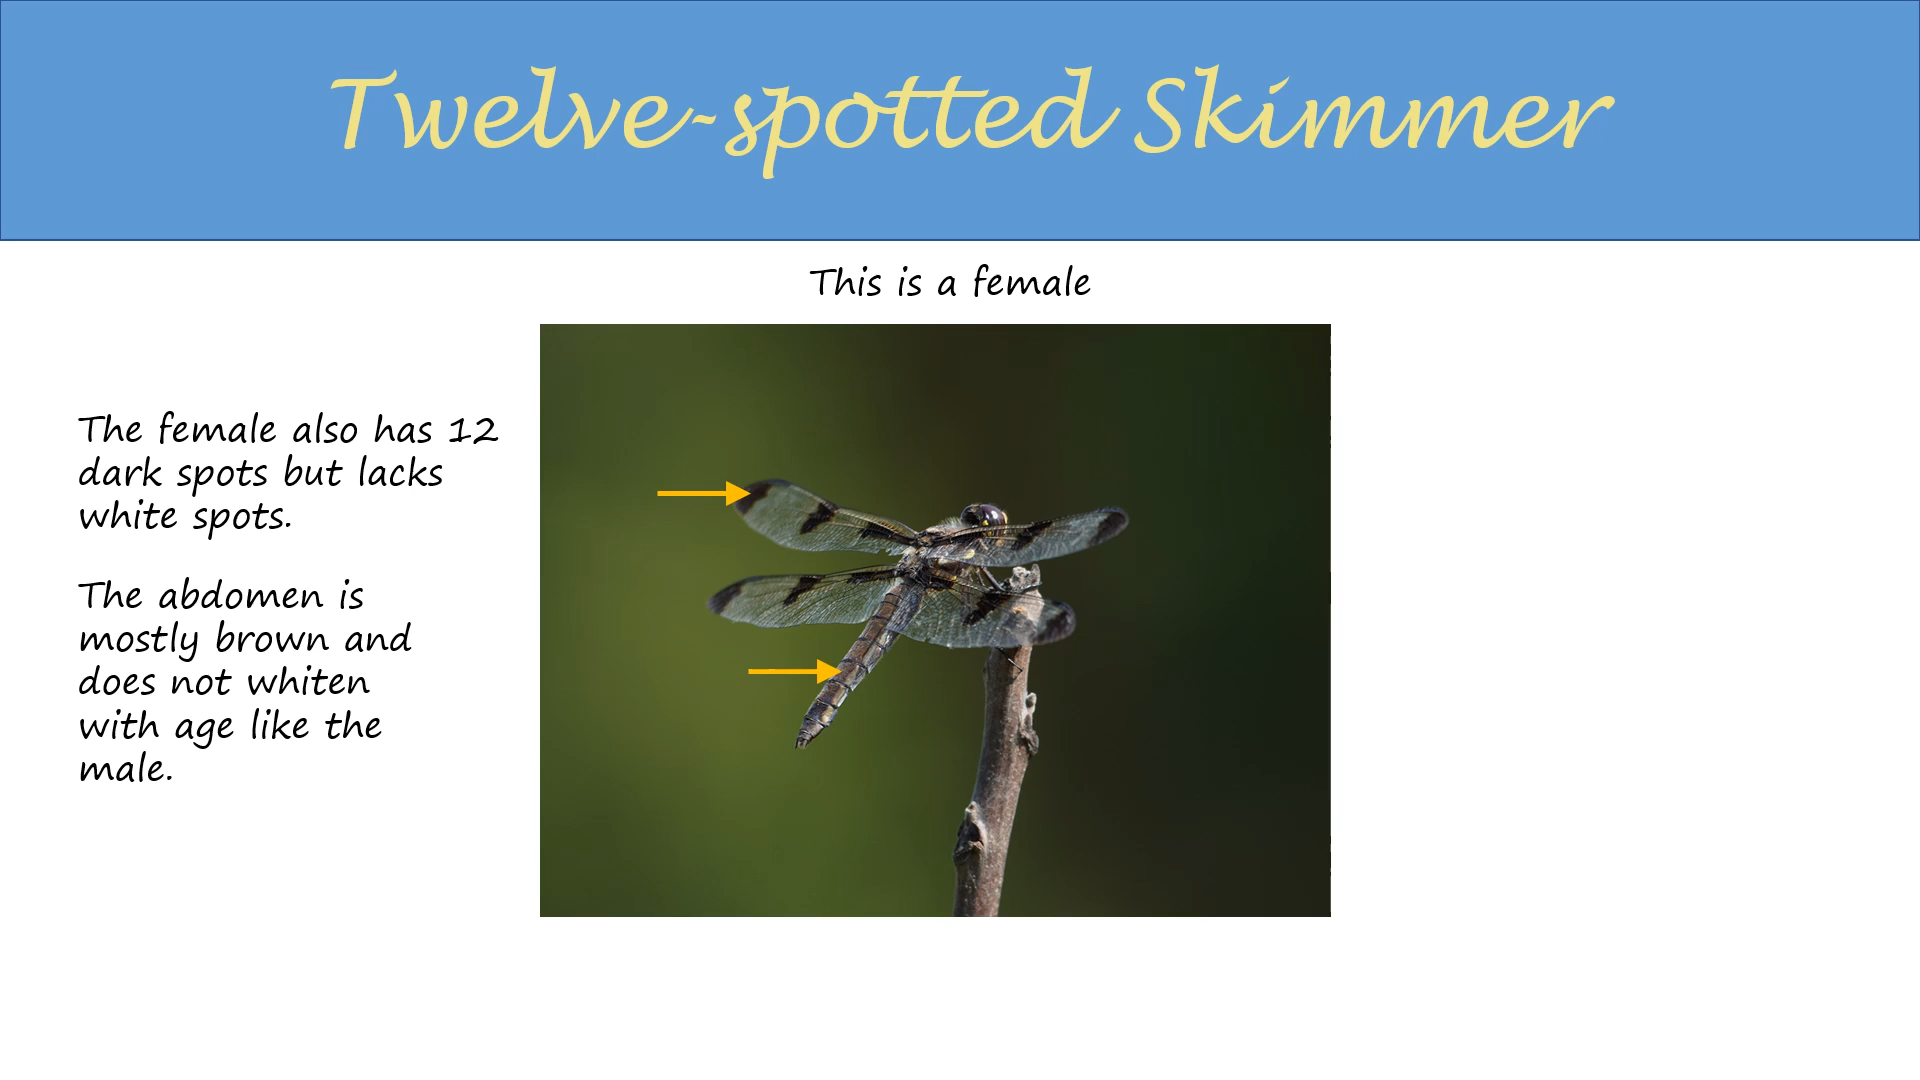 Twelve-spotted Skimmer
This is a female
The female also has 12
dark spots but lacks
white spots.
The abdomen is
mostly brown and
does not whiten
with age like the
male.